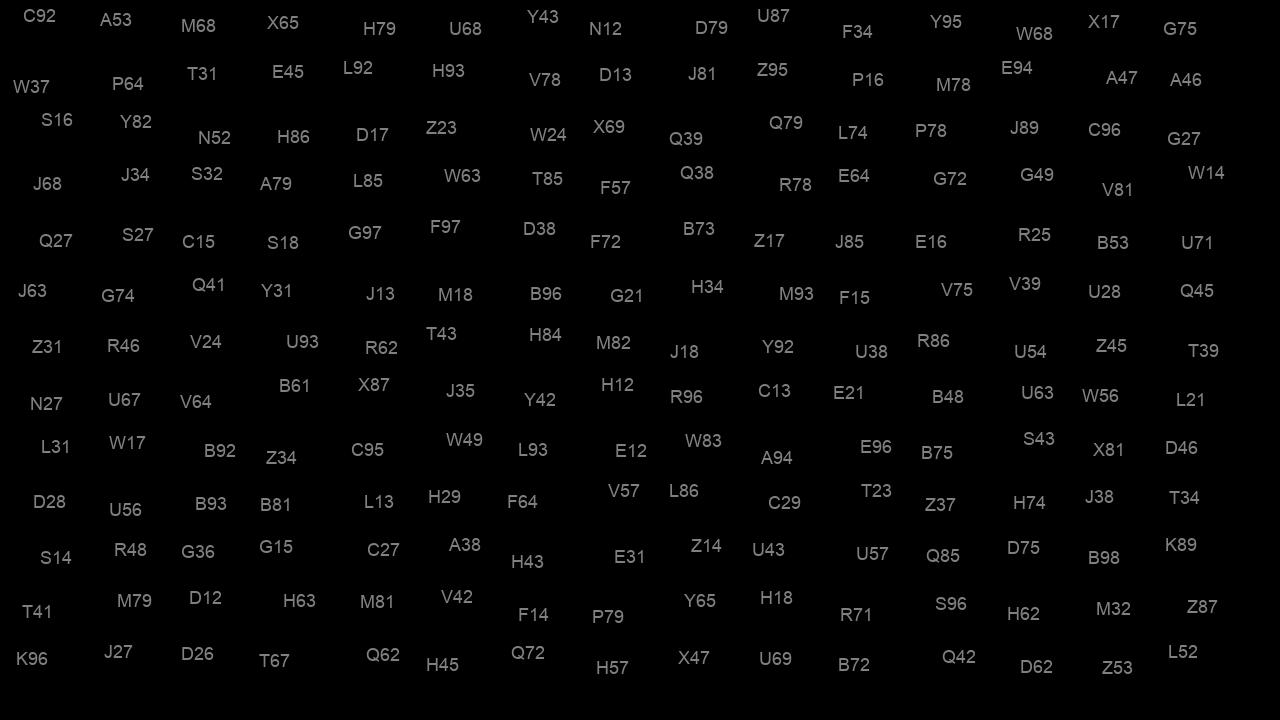 C92 A53 M68 X65 H79 U68 Y43 N12 D79 U87 F34 Y95 W68 X17 G75
W37 P64 T31 E45 L92 H93 V78 D13 J81 Z95 P16 M78 E94 A47 A46
S16 Y82 N52 H86 D17 Z23 W24 X69 Q39 Q79 L74 P78 J89 C96 G27
J68 J34 S32 A79 L85 W63 T85 F57 Q38 R78 E64 G72 G49 V81 W14
Q27 S27 C15 S18 G97 F97 D38 F72 B73 Z17 J85 E16 R25 B53 U71
J63 G74 Q41 Y31 J13 M18 B96 G21 H34 M93 F15 V75 V39 U28 Q45
Z31 R46 V24 U93 R62 T43 H84 M82 J18 Y92 U38 R86 U54 Z45 T39
N27 U67 V64 B61 X87 J35 Y42 H12 R96 C13 E21 B48 U63 W56 L21
L31 W17 B92 Z34 C95 W49 L93 E12 W83 A94 E96 B75 S43 X81 D46
D28 U56 B93 B81 L13 H29 F64 V57 L86 C29 T23 Z37 H74 J38 T34
S14 R48 G36 G15 C27 A38 H43 E31 Z14 U43 U57 Q85 D75 B98 K89
T41 M79 D12 H63 M81 V42 F14 P79 Y65 H18 R71 S96 H62 M32 Z87
K96 J27 D26 T67 Q62 H45 Q72 H57 X47 U69 B72 Q42 D62 Z53 L52